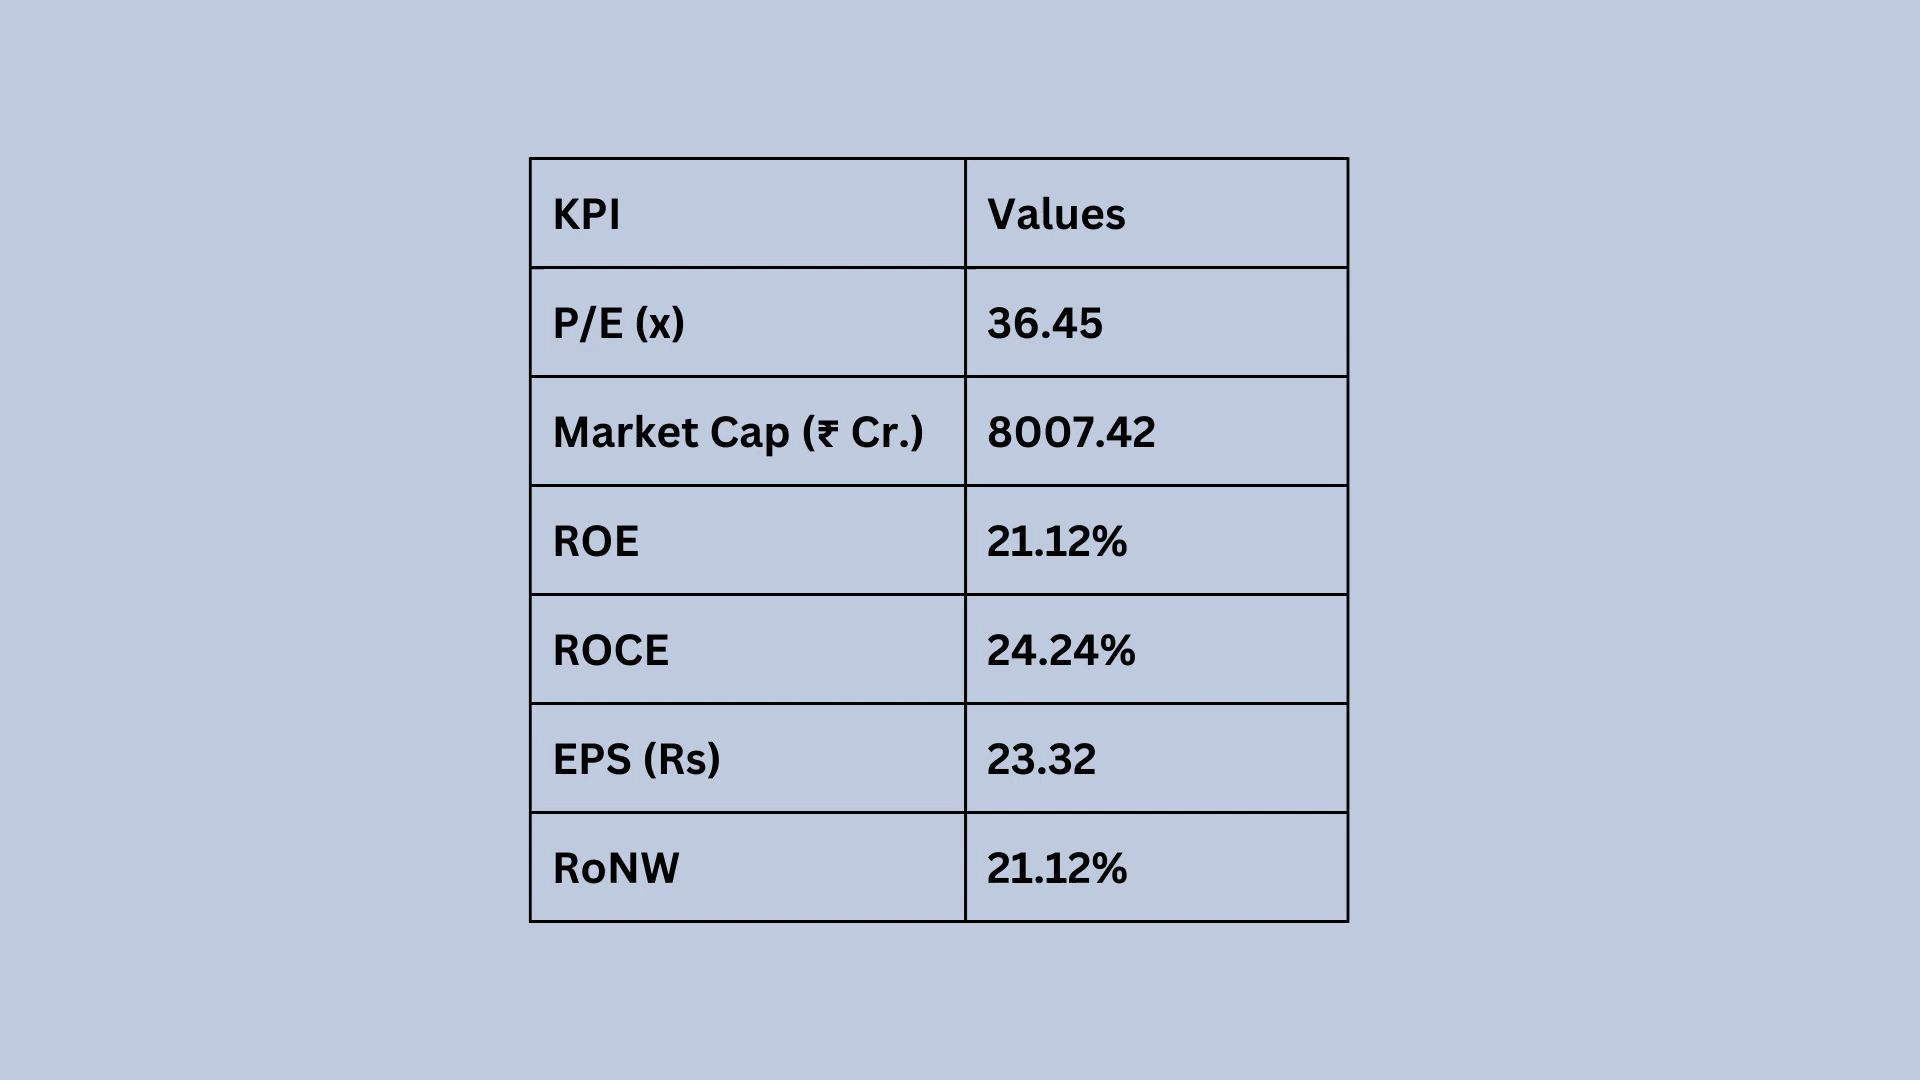 KPI Values
P/E (x) 36.45
Market Cap (₹ Cr.) 8007.42
ROE 21.12%
ROCE 24.24%
EPS (Rs) 23.32
RoNW 21.12%